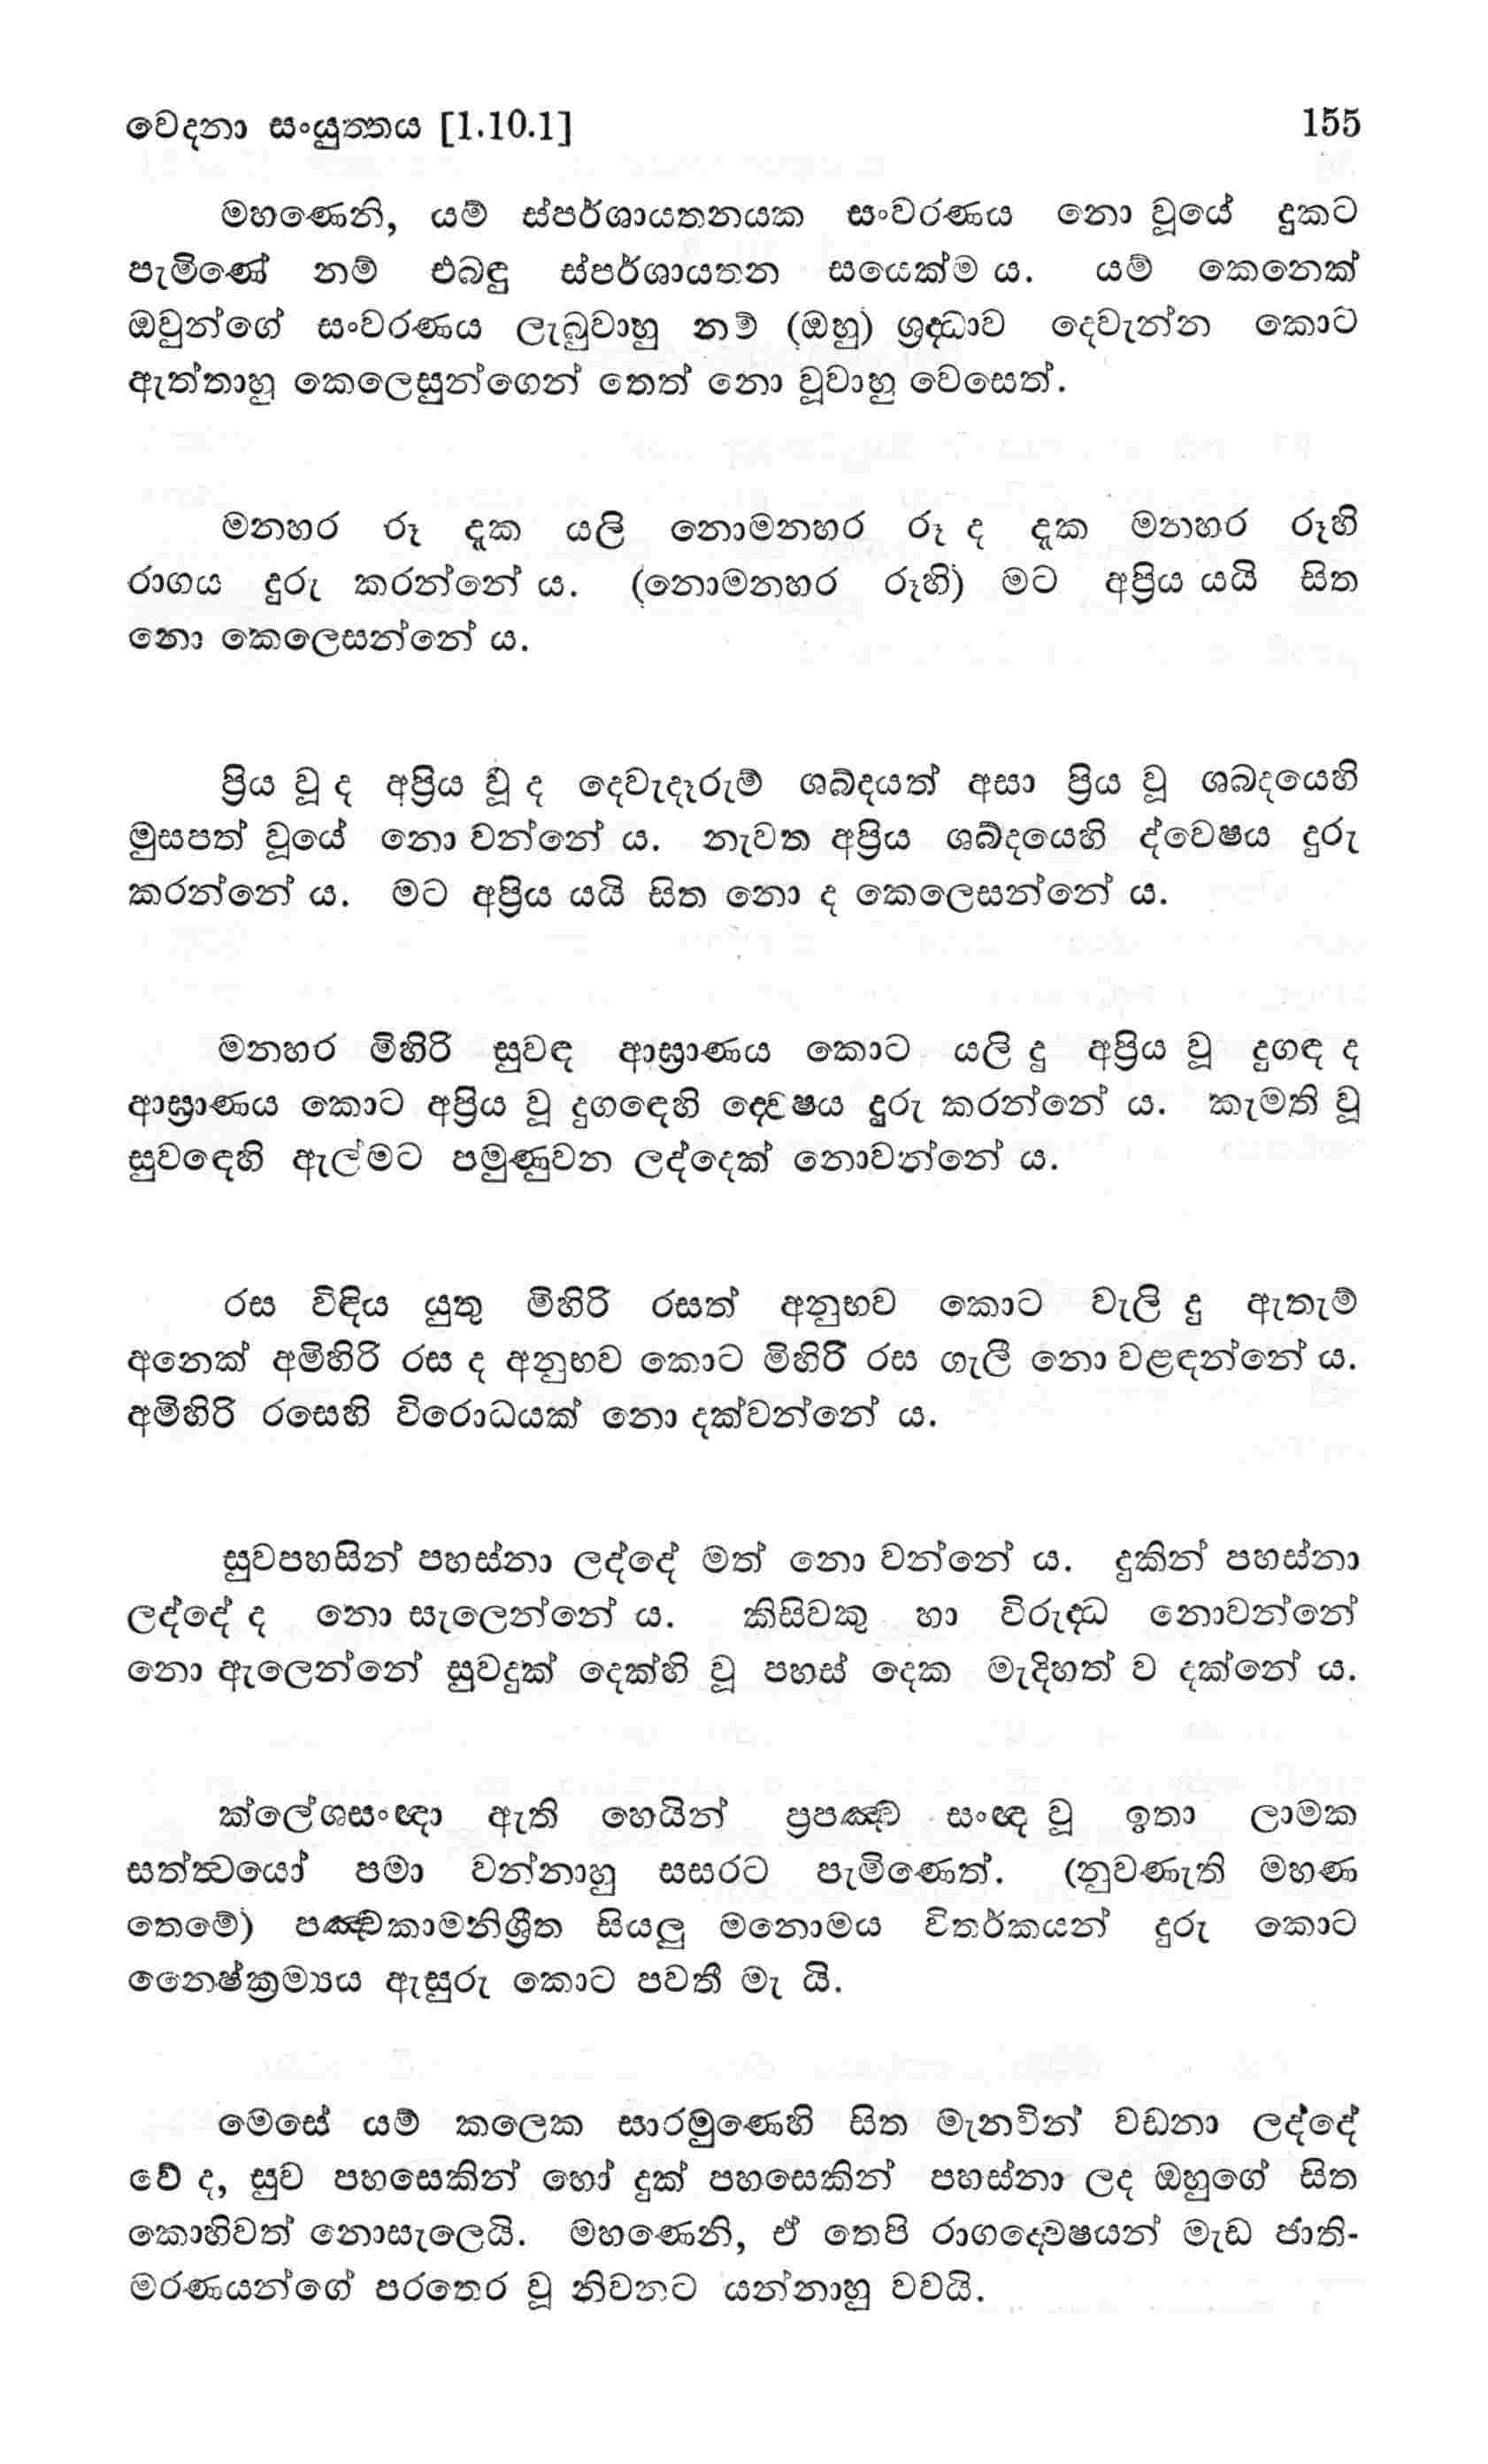 වෙදනා සංයුත්තය [1.10.1] 155
මහණෙනි, යම් ස්පර්ශායතනයක සංවරණය නො වූයේ දුකට
පැමිණේ නම් එබඳු ස්පර්ශායතන සයෙක්ම ය. යම් කෙනෙක්
ඔවුන්ගේ සංවරණය ලැබුවාහු නම් (ඔහු) ශ්‍රද්ධාව දෙවැන්න කොට
ඇත්තාහු කෙලෙසුන්ගෙන් තෙත් නො වූවාහු වෙසෙත්.
මනහර රූ දැක යලි නොමනහර රූ ද දැක මනහර රූහි
රාගය දුරු කරන්නේ ය. (නොමනහර රූහි) මට අප්‍රිය යයි සිත
නො කෙලෙසන්නේ ය.
ප්‍රිය වූ ද අප්‍රිය වූ ද දෙවැදෑරුම් ශබ්දයත් අසා ප්‍රිය වූ ශබදයෙහි
මුසපත් වූයේ නො වන්නේ ය. නැවත අප්‍රිය ශබ්දයෙහි ද්වෙෂය දුරු
කරන්නේ ය. මට අප්‍රිය යයි සිත නො ද කෙලෙසන්නේ ය.
මනහර මිහිරි සුවඳ ආඝ්‍රාණය කොට යලි දු අප්‍රිය වූ දුගඳ ද
ආඝ්‍රාණය කොට අප්‍රිය වූ දුගඳෙහි ද්‍වෙෂය දුරු කරන්නේ ය. කැමති වූ
සුවඳෙහි ඇල්මට පමුණුවන ලද්දෙක් නොවන්නේ ය.
රස විඳිය යුතු මිහිරි රසත් අනුභව කොට වැලි දු ඇතැම්
අනෙක් අමිහිරි රස ද අනුභව කොට මිහිරි රස ගැලී නො වළඳන්නේ ය.
අමිහිරි රසෙහි විරොධයක් නො දක්වන්නේ ය.
සුවපහසින් පහස්නා ලද්දේ මත් නො වන්නේ ය. දුකින් පහස්නා
ලද්දේ ද නො සැලෙන්නේ ය. කිසිවකු හා විරුද්ධ නොවන්නේ
නො ඇලෙන්නේ සුවදුක් දෙක්හි වූ පහස් දෙක මැදිහත් ව දක්නේ ය.
ක්ලේශසංඥා ඇති හෙයින් ප්‍රපඤ්ච සංඥ වූ ඉතා ලාමක
සත්ත්‍වයෝ පමා වන්නාහු සසරට පැමිණෙත්. (නුවණැති මහණ
තෙමේ) පඤ්චකාමනිශ්‍රිත සියලු මනොමය විතර්කයන් දුරු කොට
නෛෂ්ක්‍රම්‍යය ඇසුරු කොට පවතී මැ යි.
මෙසේ යම් කලෙක සාරමුණෙහි සිත මැනවින් වඩනා ලද්දේ
වේ ද, සුව පහසෙකින් හෝ දුක් පහසෙකින් පහස්නා ලද ඔහුගේ සිත
කොහිවත් නොසැලෙයි. මහණෙනි, ඒ තෙපි රාගද්‍වෙෂයන් මැඩ ජාති-
මරණයන්ගේ පරතෙර වූ නිවනට යන්නාහු වවයි.